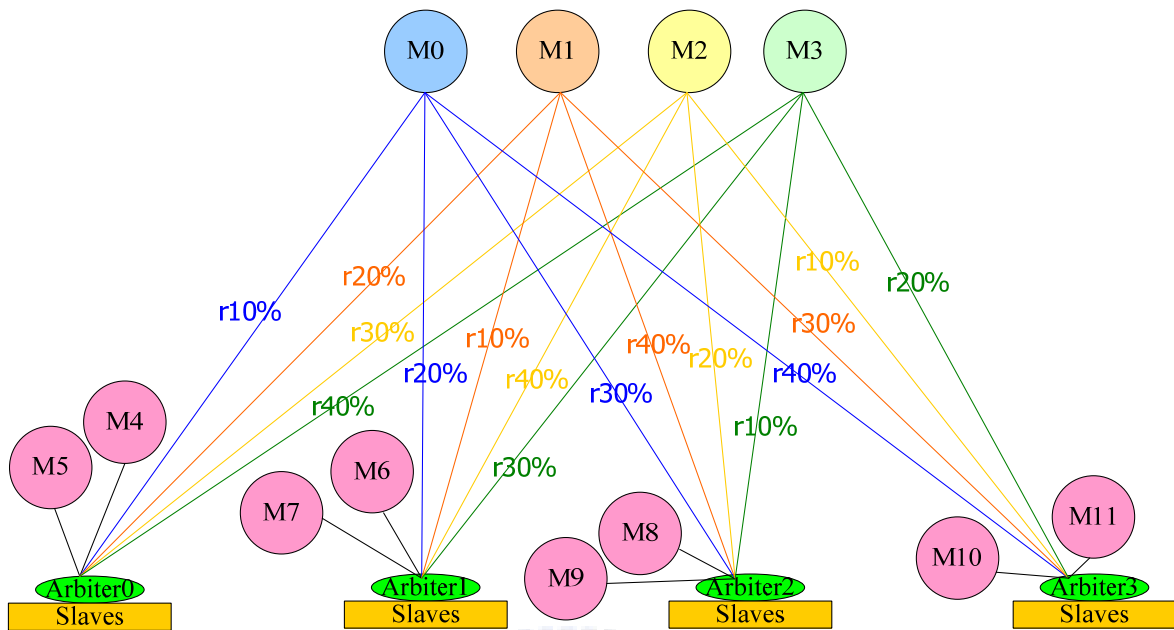 M0 M1 M2 M3
r10%
r20%
r20%
r10%
r30%
r30%
r20%
r10%
r40%
r20%
r40%
r30%
r40%
r40%
r10%
r30%
M4
M5
M6
M7
M8
M9
M10
M11
Arbiter0 Arbiter1 Arbiter2 Arbiter3
Slaves Slaves Slaves Slaves